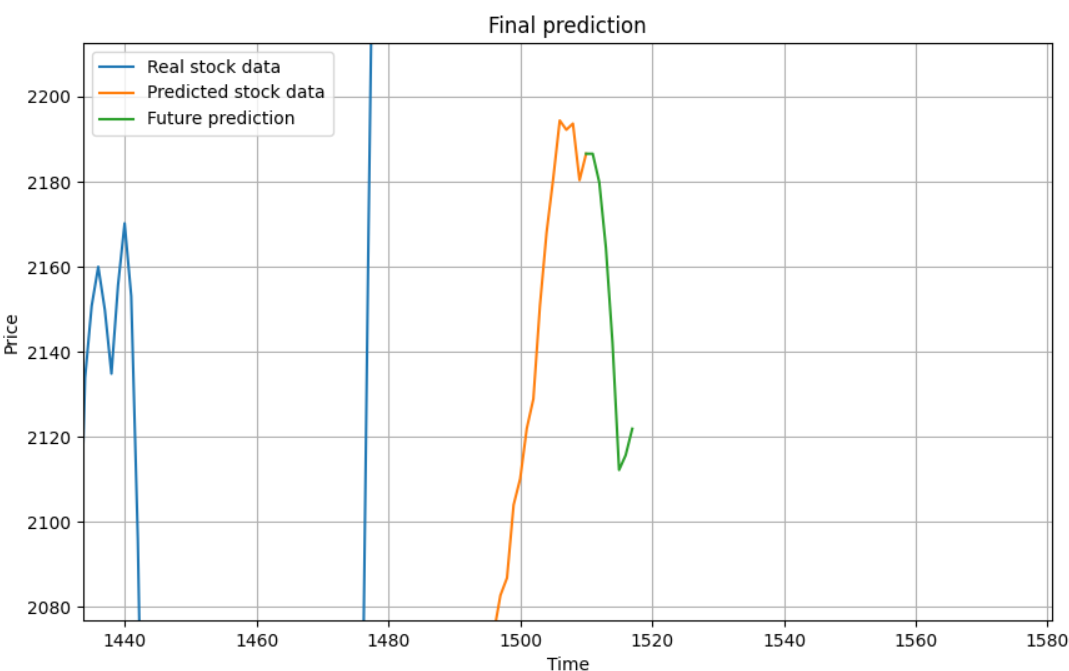 Final prediction
Real stock data
Predicted stock data
Future prediction
Price
2200
2180
2160
2140
2120
2100
2080
1440 1460 1480 1500 1520 1540 1560 1580
Time